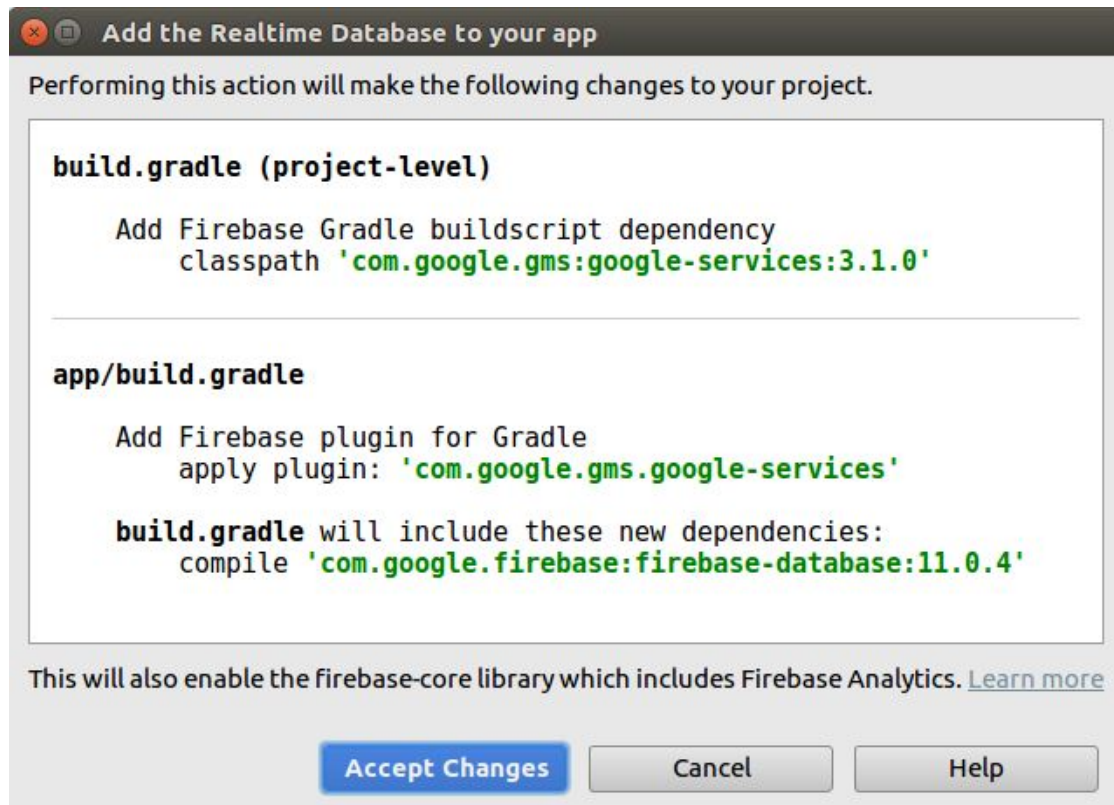 Add the Realtime Database to your app
Performing this action will make the following changes to your project.
build.gradle (project-level)
Add Firebase Gradle buildscript dependency
classpath 'com.google.gms:google-services:3.1.0'
app/build.gradle
Add Firebase plugin for Gradle
apply plugin: 'com.google.gms.google-services'
build.gradle will include these new dependencies:
compile 'com.google.firebase:firebase-database:11.0.4'
This will also enable the firebase-core library which includes Firebase Analytics. Learn more
Accept Changes Cancel Help